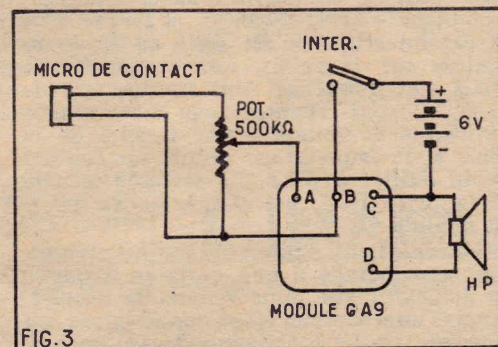 INTER.
MICRO DE CONTACT
POT.
500KΩ
+
6V
-
A
B
C
D
HP
MODULE GA9
FIG.3